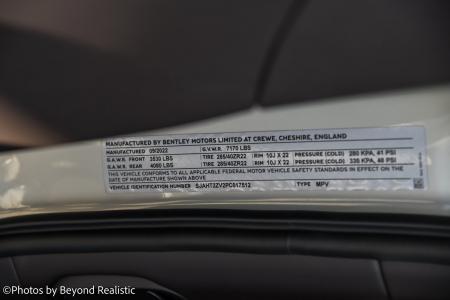 MANUFACTURED BY BENTLEY MOTORS LIMITED AT CREWE, CHESHIRE, ENGLAND
MANUFACTURED 09/2022 G.V.W.R. 7170 LBS
G.A.W.R. FRONT 3530 LBS TIRE 285/40ZR22 RIM 10J X 22 PRESSURE (COLD) 280 KPA, 41 PSI
G.A.W.R. REAR 4080 LBS TIRE 285/40ZR22 RIM 10J X 22 PRESSURE (COLD) 335 KPA, 48 PSI
THIS VEHICLE CONFORMS TO ALL APPLICABLE FEDERAL MOTOR VEHICLE SAFETY STANDARDS IN EFFECT ON THE
DATE OF MANUFACTURE SHOWN ABOVE.
VEHICLE IDENTIFICATION NUMBER SJAHT2ZV2PC017512 TYPE MPV
©Photos by Beyond Realistic